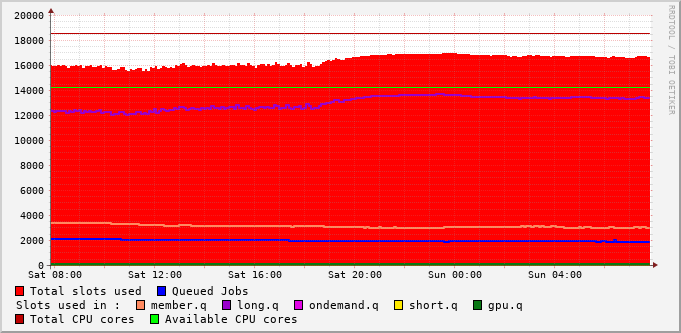 20000
18000
16000
14000
12000
10000
8000
6000
4000
2000
0
Sat 08:00 Sat 12:00 Sat 16:00 Sat 20:00 Sun 00:00 Sun 04:00
Total slots used Queued Jobs
Slots used in : member.q long.q ondemand.q short.q gpu.q
Total CPU cores Available CPU cores
RRDTOOL / TOBI OETIKER